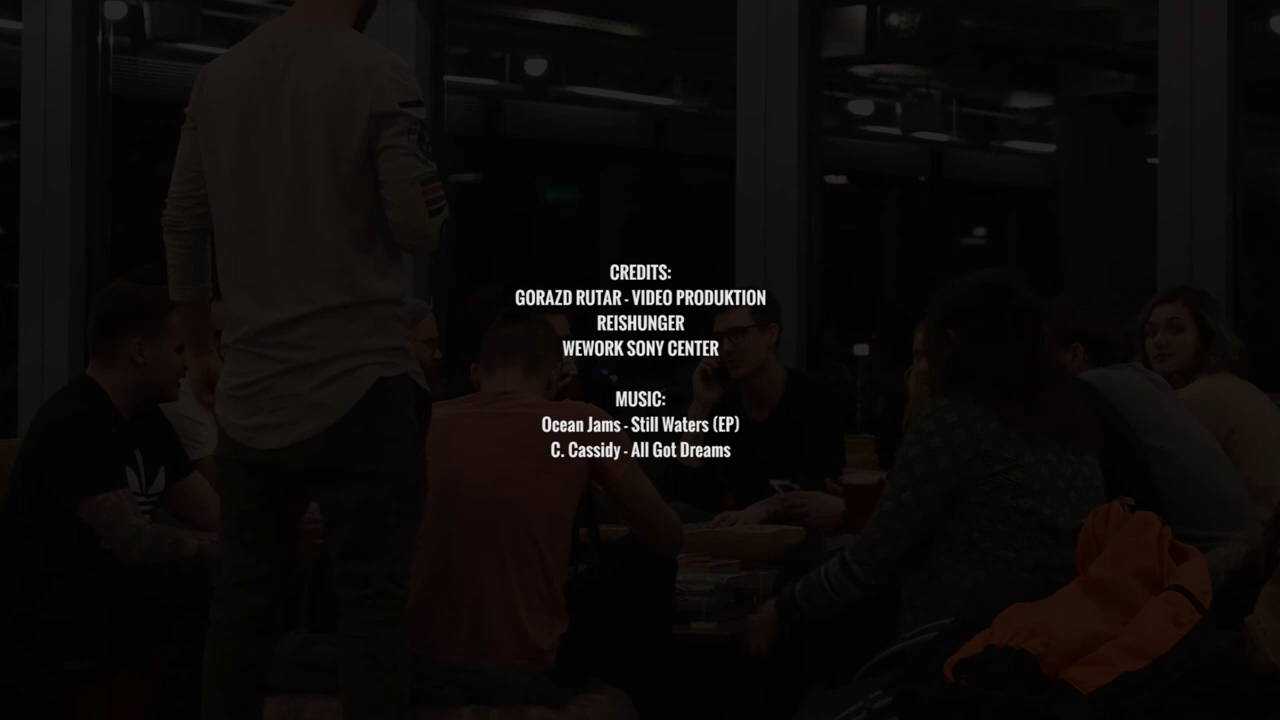 CREDITS:
GORAZD RUTAR - VIDEO PRODUKTION
REISHUNGER
WEWORK SONY CENTER
MUSIC:
Ocean Jams - Still Waters (EP)
C. Cassidy - All Got Dreams